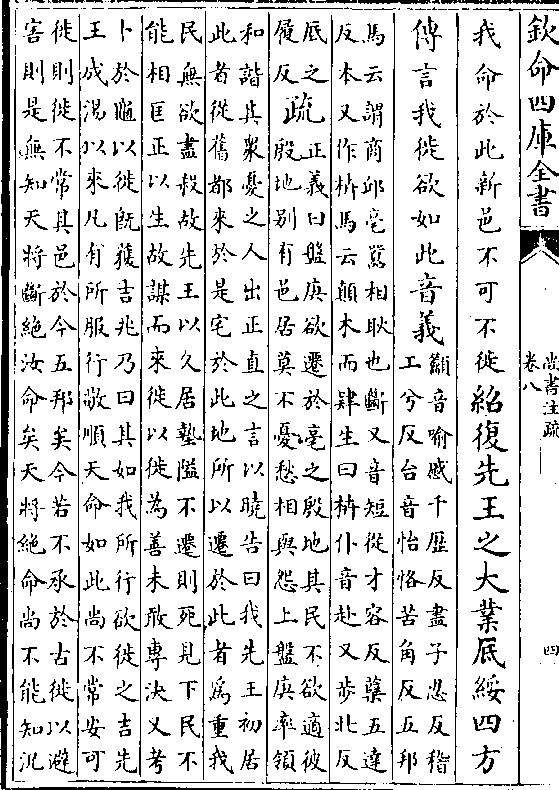 欽定四庫全書
尚書注疏
卷八
四
我命於此新邑不可不徙紹復先王之大業厎綏四方
傳言我徙欲如此音義
籲音喻慼千歷反盡子忍反稽
工兮反台音怡恪苦角反五邦
馬云謂商邱亳囂相耿也斷又音短從才容反櫱五達
反本又作枿馬云顛木而肄生曰枿仆音赴又步北反
厎之
履反
疏
正義曰盤庚欲遷於亳之殷地其民不欲適彼
殷地別有邑居莫不憂愁相與怨上盤庚率領
和諧其衆憂之人出正直之言以曉告曰我先王初居
此者從舊都來於是宅於此地所以遷於此者為重我
民無欲盡殺故先王以久居墊隘不遷則死見下民不
能相匡正以生故謀而來徙以徙為善未敢專決又考
卜於龜以徙旣獲吉兆乃曰其如我所行欲徙之吉先
王成湯以來凡有所服行敬順天命如此尚不常安可
徙則徙不常其邑於今五邦矣今若不承於古徙以避
害則是無知天將斷絕汝命矣天將絕命尚不能知況